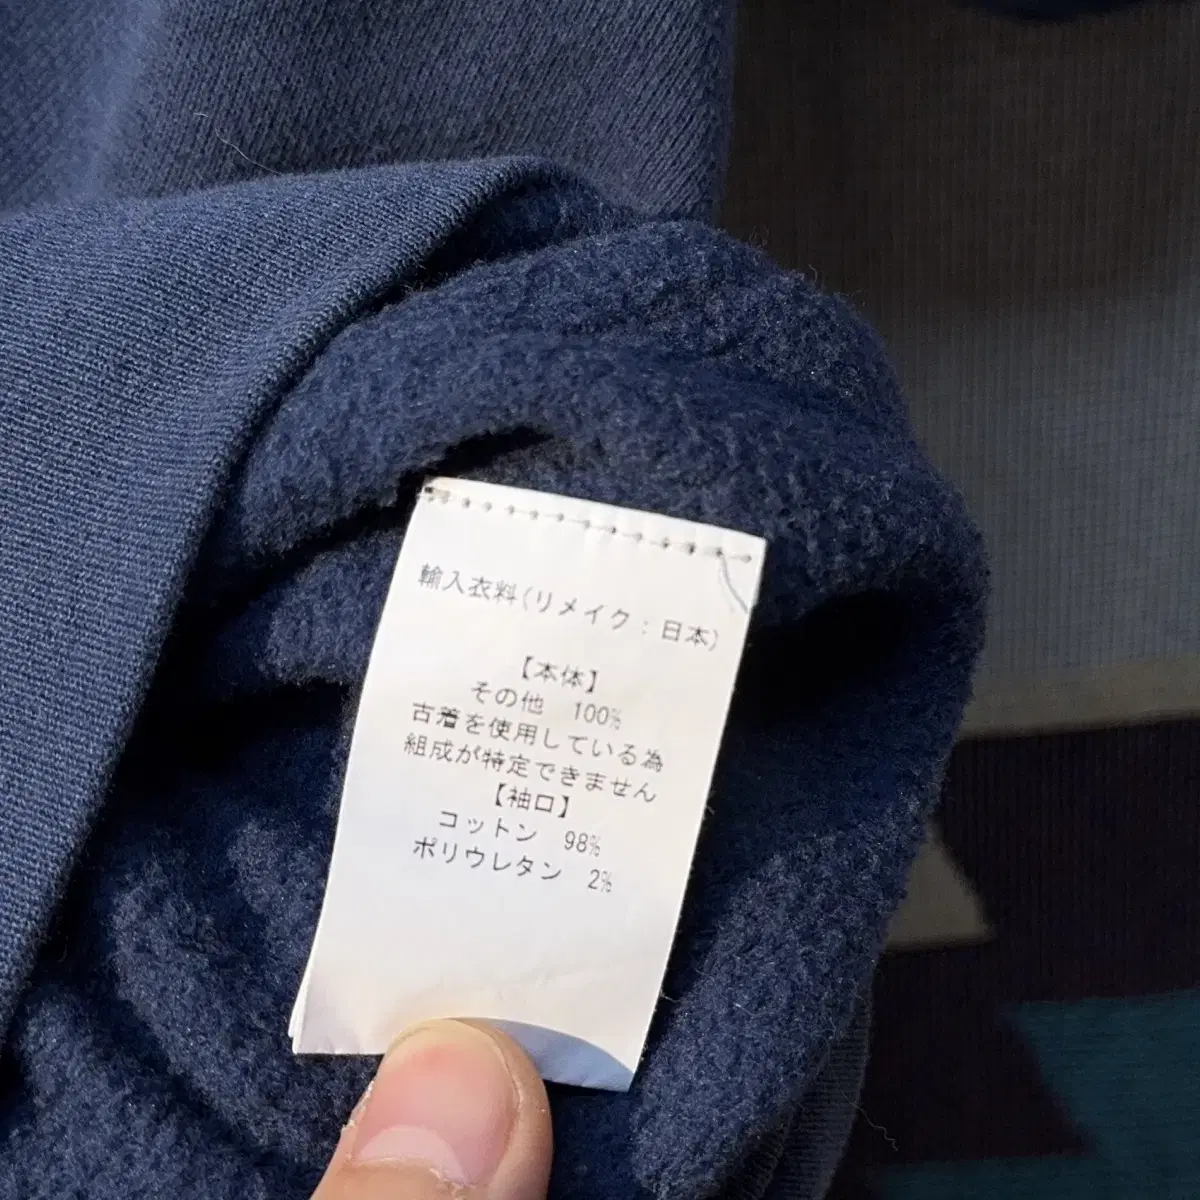 輸入衣料(リメイク:日本)
【本体】
その他 100%
古着を使用している為
組成が特定できません
【袖口】
コットン 98%
ポリウレタン 2%